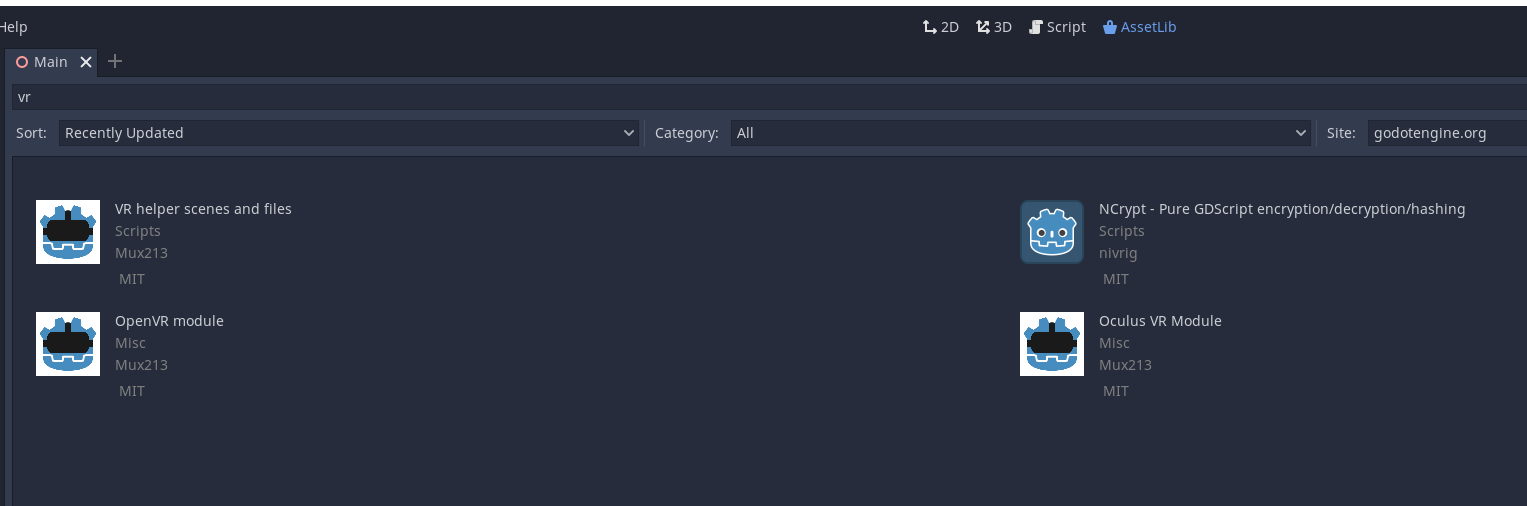 Help 2D 3D Script AssetLib
Main
vr
Sort: Recently Updated Category: All Site: godotengine.org
VR helper scenes and files
Scripts
Mux213
MIT
NCrypt - Pure GDScript encryption/decryption/hashing
Scripts
nivrig
MIT
OpenVR module
Misc
Mux213
MIT
Oculus VR Module
Misc
Mux213
MIT